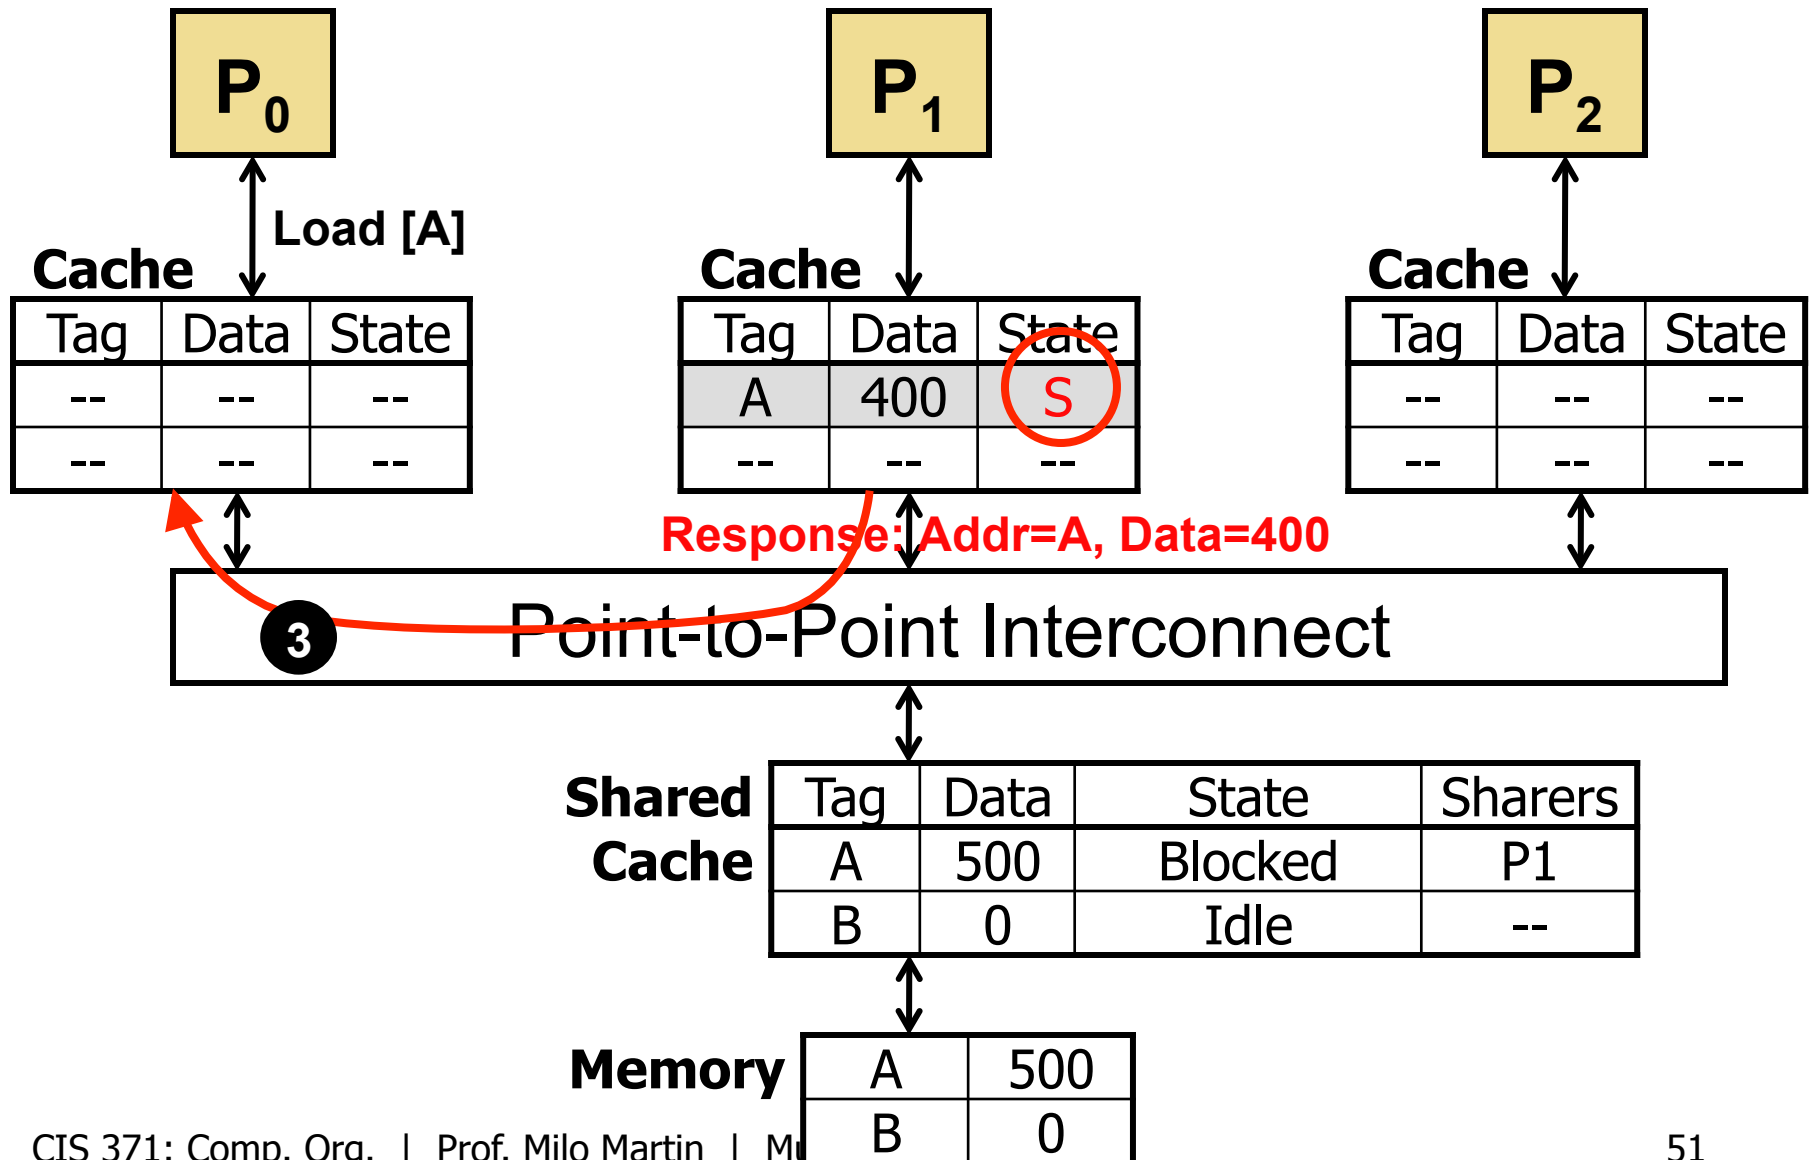 P0 P1 P2
Load [A]
Cache Cache Cache
Tag Data State Tag Data State Tag Data State
-- -- -- A 400 S -- -- --
-- -- -- -- -- -- -- -- --
Response: Addr=A, Data=400
3 Point-to-Point Interconnect
Shared Tag Data State Sharers
Cache A 500 Blocked P1
B 0 Idle --
Memory A 500
B 0
CIS 371: Comp. Org. | Prof. Milo Martin | 51